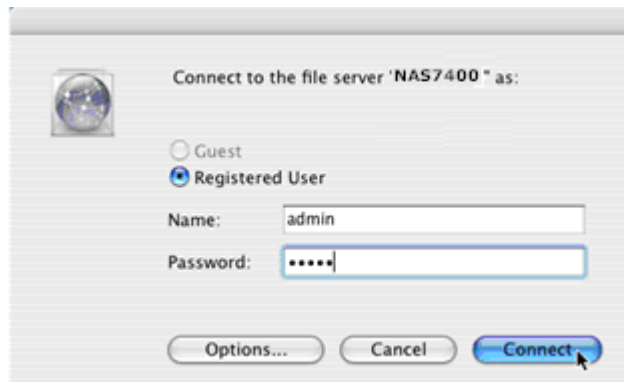 Connect to the file server 'NAS7400" as:
Guest
Registered User
Name: admin
Password: •••••
Options... Cancel Connect